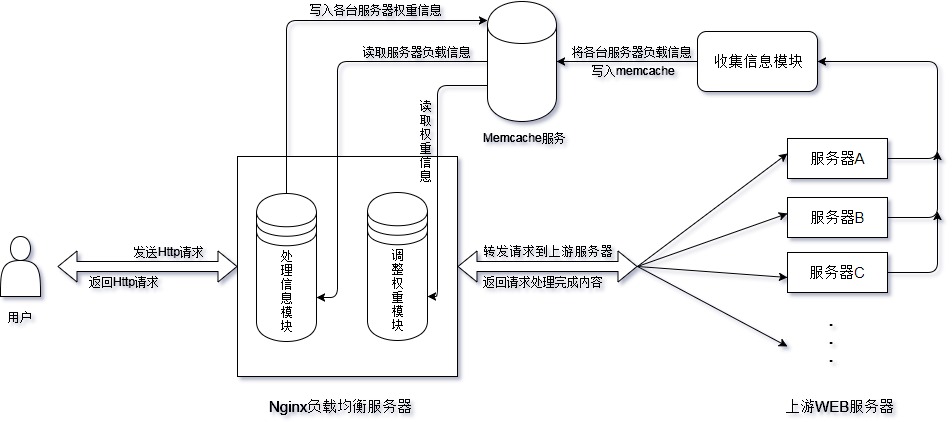 写入各台服务器权重信息
读取服务器负载信息
将各台服务器负载信息
写入memcache
收集信息模块
读取权重信息
Memcache服务
服务器A
服务器B
服务器C
发送Http请求
返回Http请求
处理信息模块
调整权重模块
转发请求到上游服务器
返回请求处理完成内容
用户
Nginx负载均衡服务器
上游WEB服务器